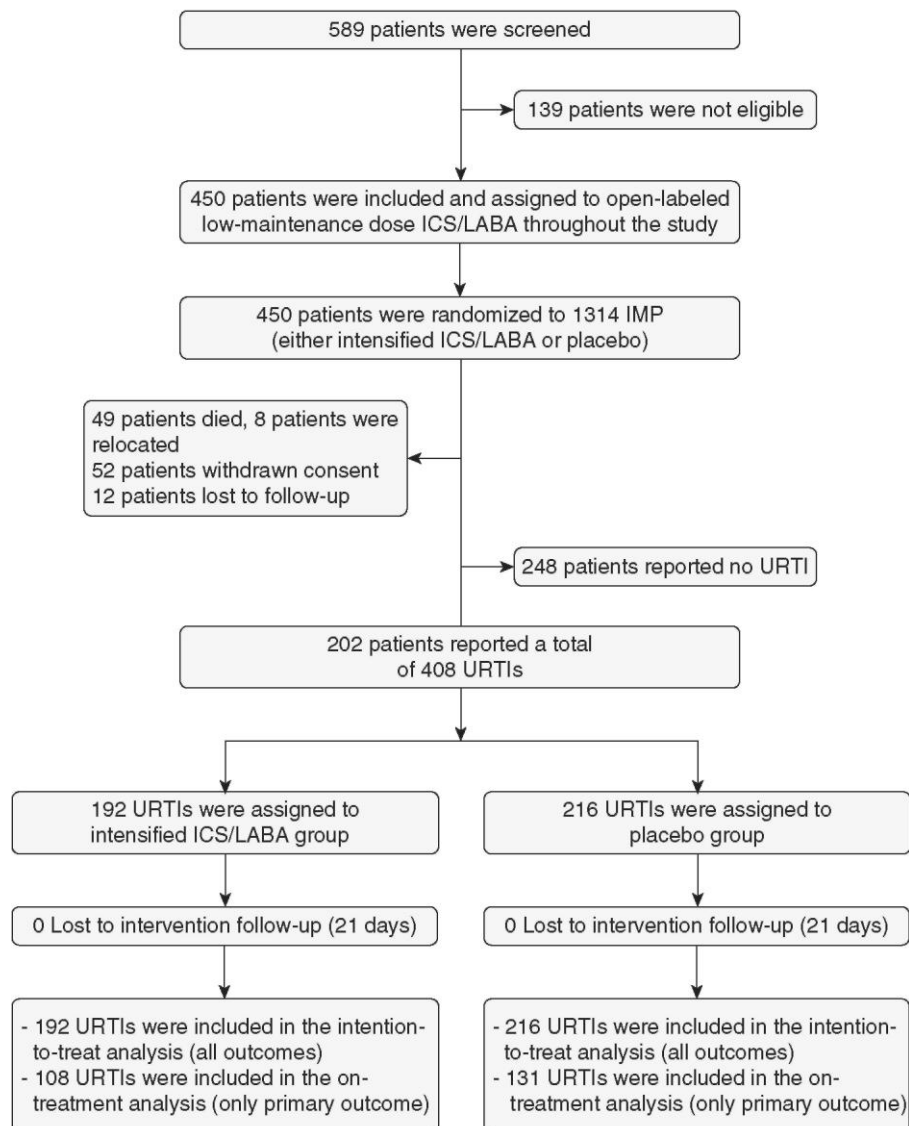 589 patients were screened
139 patients were not eligible
450 patients were included and assigned to open-labeled
low-maintenance dose ICS/LABA throughout the study
450 patients were randomized to 1314 IMP
(either intensified ICS/LABA or placebo)
49 patients died, 8 patients were
relocated
52 patients withdrawn consent
12 patients lost to follow-up
248 patients reported no URTI
202 patients reported a total
of 408 URTIs
192 URTIs were assigned to
intensified ICS/LABA group
216 URTIs were assigned to
placebo group
0 Lost to intervention follow-up (21 days)
0 Lost to intervention follow-up (21 days)
- 192 URTIs were included in the intention-
to-treat analysis (all outcomes)
- 108 URTIs were included in the on-
treatment analysis (only primary outcome)
- 216 URTIs were included in the intention-
to-treat analysis (all outcomes)
- 131 URTIs were included in the on-
treatment analysis (only primary outcome)